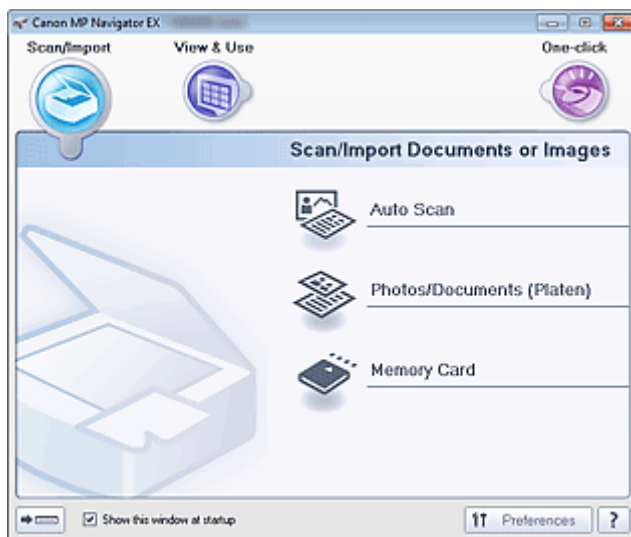 Canon MP Navigator EX
Scan/Import
View & Use
One-click
Scan/Import Documents or Images
Auto Scan
Photos/Documents (Platen)
Memory Card
Show this window at startup
Preferences
?